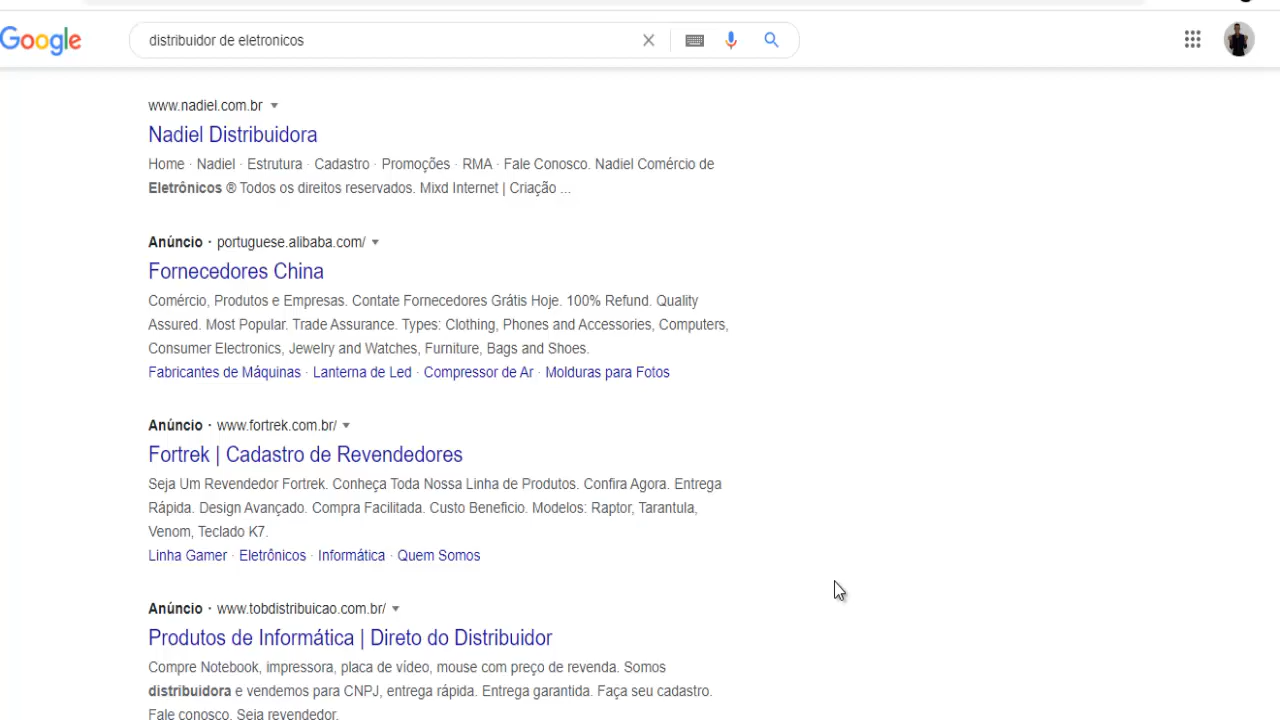 Google
distribuidor de eletronicos
www.nadiel.com.br
Nadiel Distribuidora
Home · Nadiel · Estrutura · Cadastro · Promoções · RMA · Fale Conosco. Nadiel Comércio de
Eletrônicos ® Todos os direitos reservados. Mixd Internet | Criação ...
Anúncio · portuguese.alibaba.com/
Fornecedores China
Comércio, Produtos e Empresas. Contate Fornecedores Grátis Hoje. 100% Refund. Quality
Assured. Most Popular. Trade Assurance. Types: Clothing, Phones and Accessories, Computers,
Consumer Electronics, Jewelry and Watches, Furniture, Bags and Shoes.
Fabricantes de Máquinas · Lanterna de Led · Compressor de Ar · Molduras para Fotos
Anúncio · www.fortrek.com.br/
Fortrek | Cadastro de Revendedores
Seja Um Revendedor Fortrek. Conheça Toda Nossa Linha de Produtos. Confira Agora. Entrega
Rápida. Design Avançado. Compra Facilitada. Custo Beneficio. Modelos: Raptor, Tarantula,
Venom, Teclado K7.
Linha Gamer · Eletrônicos · Informática · Quem Somos
Anúncio · www.tobdistribuicao.com.br/
Produtos de Informática | Direto do Distribuidor
Compre Notebook, impressora, placa de vídeo, mouse com preço de revenda. Somos
distribuidora e vendemos para CNPJ, entrega rápida. Entrega garantida. Faça seu cadastro.
Fale conosco. Seja revendedor.